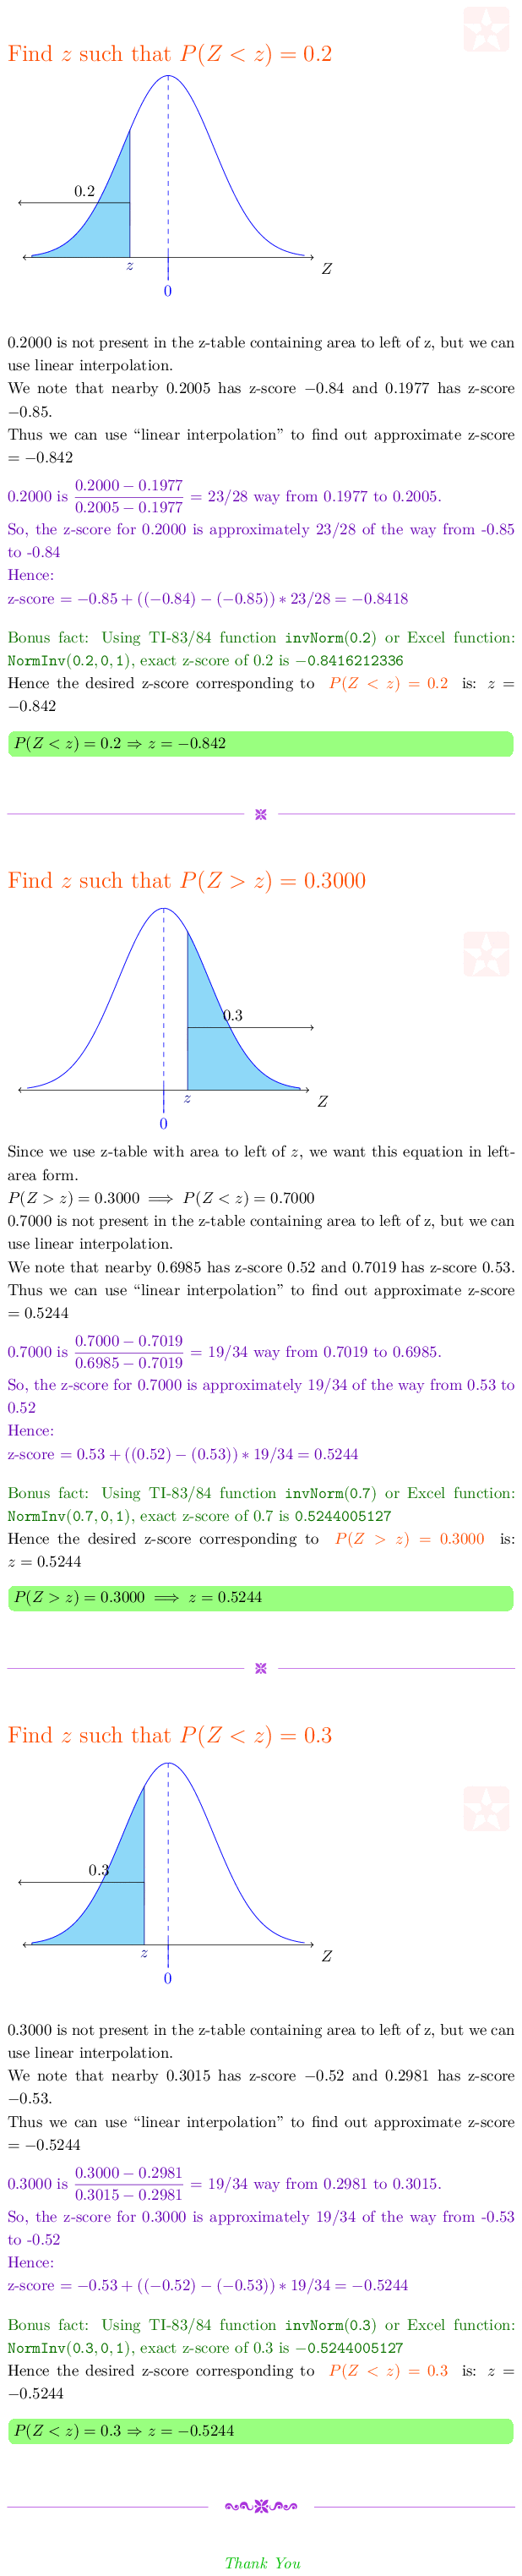 Find z such that P(Z < z) = 0.2
0.2
z
Z
0
0.2000 is not present in the z-table containing area to left of z, but we can
use linear interpolation.
We note that nearby 0.2005 has z-score −0.84 and 0.1977 has z-score
−0.85.
Thus we can use “linear interpolation” to find out approximate z-score
= −0.842
0.2000 is (0.2000 − 0.1977)/(0.2005 − 0.1977) = 23/28 way from 0.1977 to 0.2005.
So, the z-score for 0.2000 is approximately 23/28 of the way from -0.85
to -0.84
Hence:
z-score = −0.85 + ((−0.84) − (−0.85)) ∗ 23/28 = −0.8418
Bonus fact: Using TI-83/84 function invNorm(0.2) or Excel function:
NormInv(0.2, 0, 1), exact z-score of 0.2 is −0.8416212336
Hence the desired z-score corresponding to P(Z < z) = 0.2 is: z =
−0.842
P(Z < z) = 0.2 ⇒ z = −0.842
Find z such that P(Z > z) = 0.3000
0.3
z
Z
0
Since we use z-table with area to left of z, we want this equation in left-
area form.
P(Z > z) = 0.3000 ⟹ P(Z < z) = 0.7000
0.7000 is not present in the z-table containing area to left of z, but we can
use linear interpolation.
We note that nearby 0.6985 has z-score 0.52 and 0.7019 has z-score 0.53.
Thus we can use “linear interpolation” to find out approximate z-score
= 0.5244
0.7000 is (0.7000 − 0.7019)/(0.6985 − 0.7019) = 19/34 way from 0.7019 to 0.6985.
So, the z-score for 0.7000 is approximately 19/34 of the way from 0.53 to
0.52
Hence:
z-score = 0.53 + ((0.52) − (0.53)) ∗ 19/34 = 0.5244
Bonus fact: Using TI-83/84 function invNorm(0.7) or Excel function:
NormInv(0.7, 0, 1), exact z-score of 0.7 is 0.5244005127
Hence the desired z-score corresponding to P(Z > z) = 0.3000 is:
z = 0.5244
P(Z > z) = 0.3000 ⟹ z = 0.5244
Find z such that P(Z < z) = 0.3
0.3
z
Z
0
0.3000 is not present in the z-table containing area to left of z, but we can
use linear interpolation.
We note that nearby 0.3015 has z-score −0.52 and 0.2981 has z-score
−0.53.
Thus we can use “linear interpolation” to find out approximate z-score
= −0.5244
0.3000 is (0.3000 − 0.2981)/(0.3015 − 0.2981) = 19/34 way from 0.2981 to 0.3015.
So, the z-score for 0.3000 is approximately 19/34 of the way from -0.53
to -0.52
Hence:
z-score = −0.53 + ((−0.52) − (−0.53)) ∗ 19/34 = −0.5244
Bonus fact: Using TI-83/84 function invNorm(0.3) or Excel function:
NormInv(0.3, 0, 1), exact z-score of 0.3 is −0.5244005127
Hence the desired z-score corresponding to P(Z < z) = 0.3 is: z =
−0.5244
P(Z < z) = 0.3 ⇒ z = −0.5244
Thank You